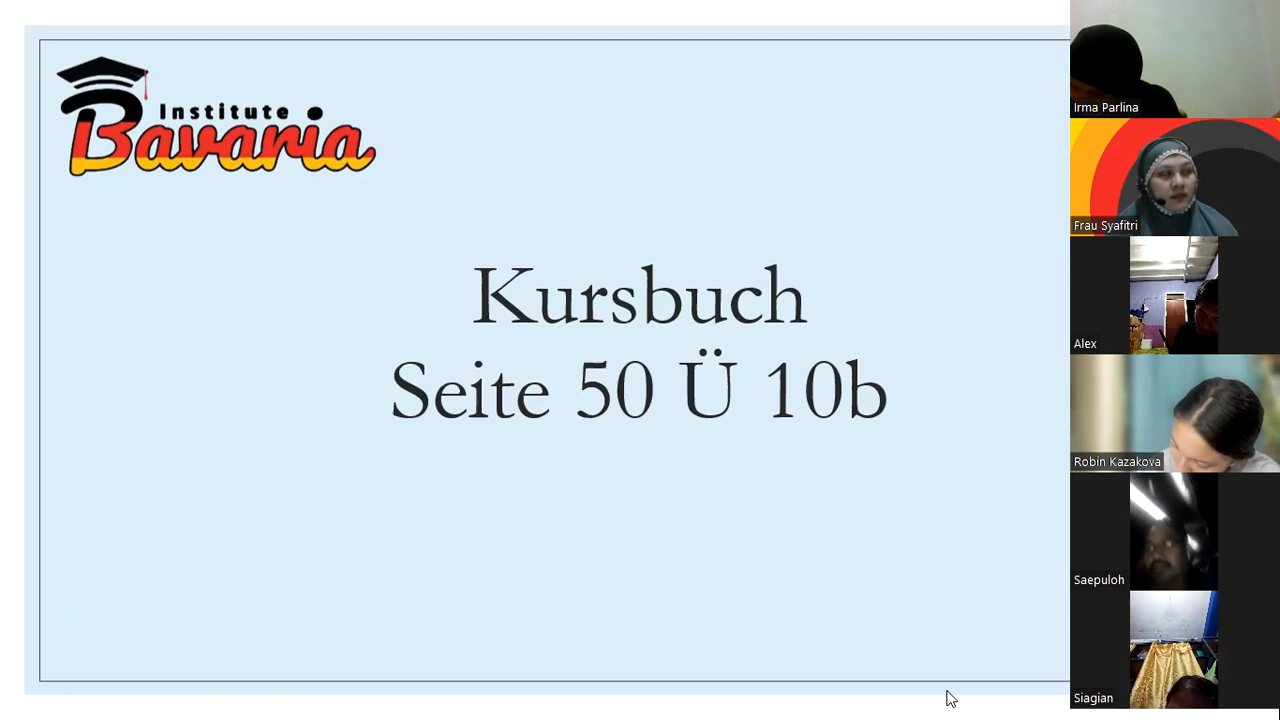 Institute
Bavaria
Kursbuch
Seite 50 Ü 10b
Irma Parlina
Frau Syafitri
Alex
Robin Kazakova
Saepuloh
Siagian